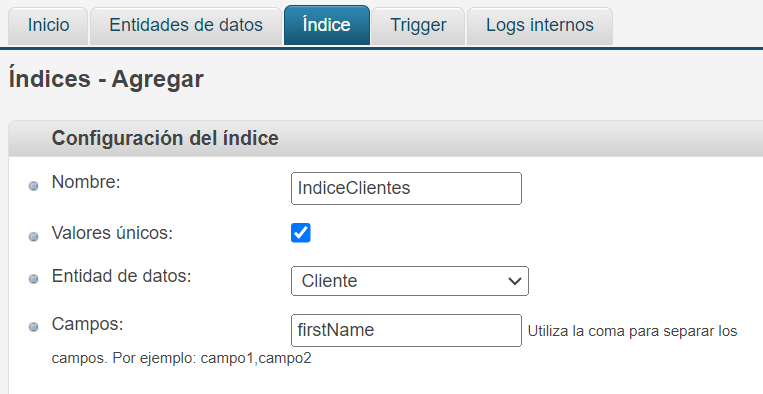 Inicio Entidades de datos Índice Trigger Logs internos
Índices - Agregar
Configuración del índice
Nombre: IndiceClientes
Valores únicos:
Entidad de datos: Cliente
Campos: firstName Utiliza la coma para separar los
campos. Por ejemplo: campo1,campo2